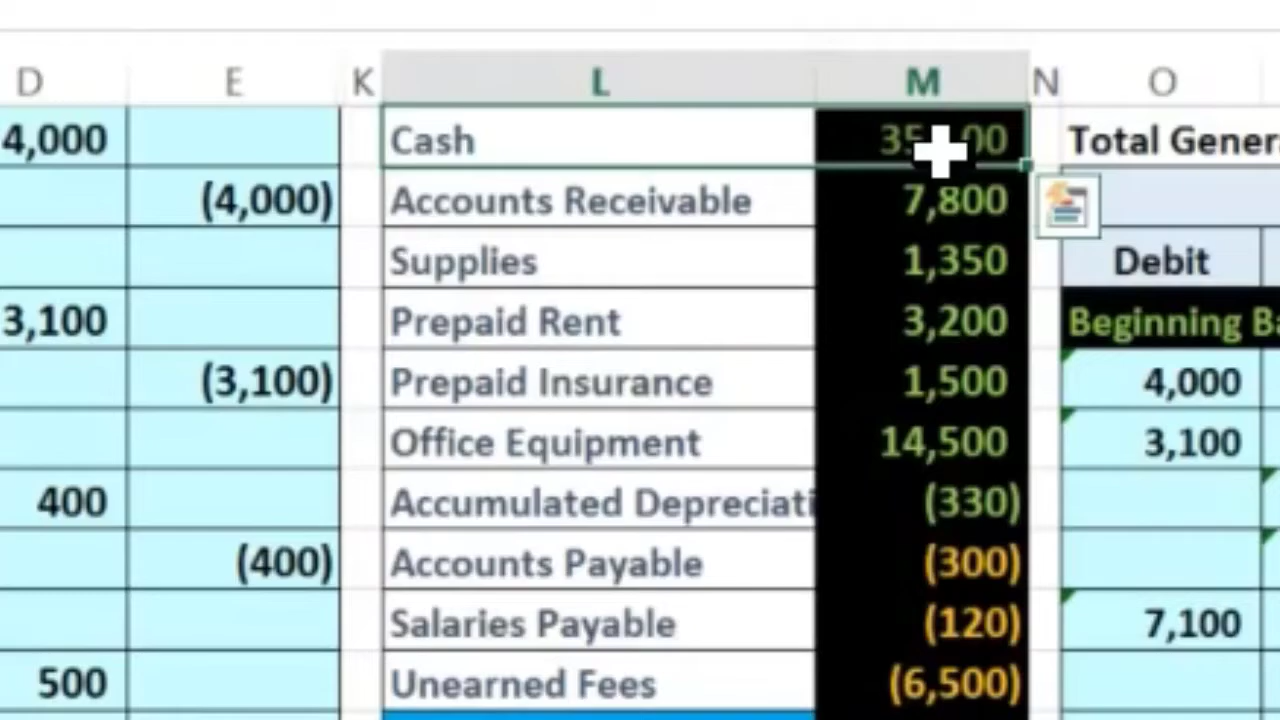 D E K L M N O
4,000 Cash Total Gener
(4,000) Accounts Receivable 7,800
Supplies 1,350 Debit
3,100 Prepaid Rent 3,200 Beginning Ba
(3,100) Prepaid Insurance 1,500 4,000
Office Equipment 14,500 3,100
400 Accumulated Depreciati (330)
(400) Accounts Payable (300)
Salaries Payable (120) 7,100
500 Unearned Fees (6,500)